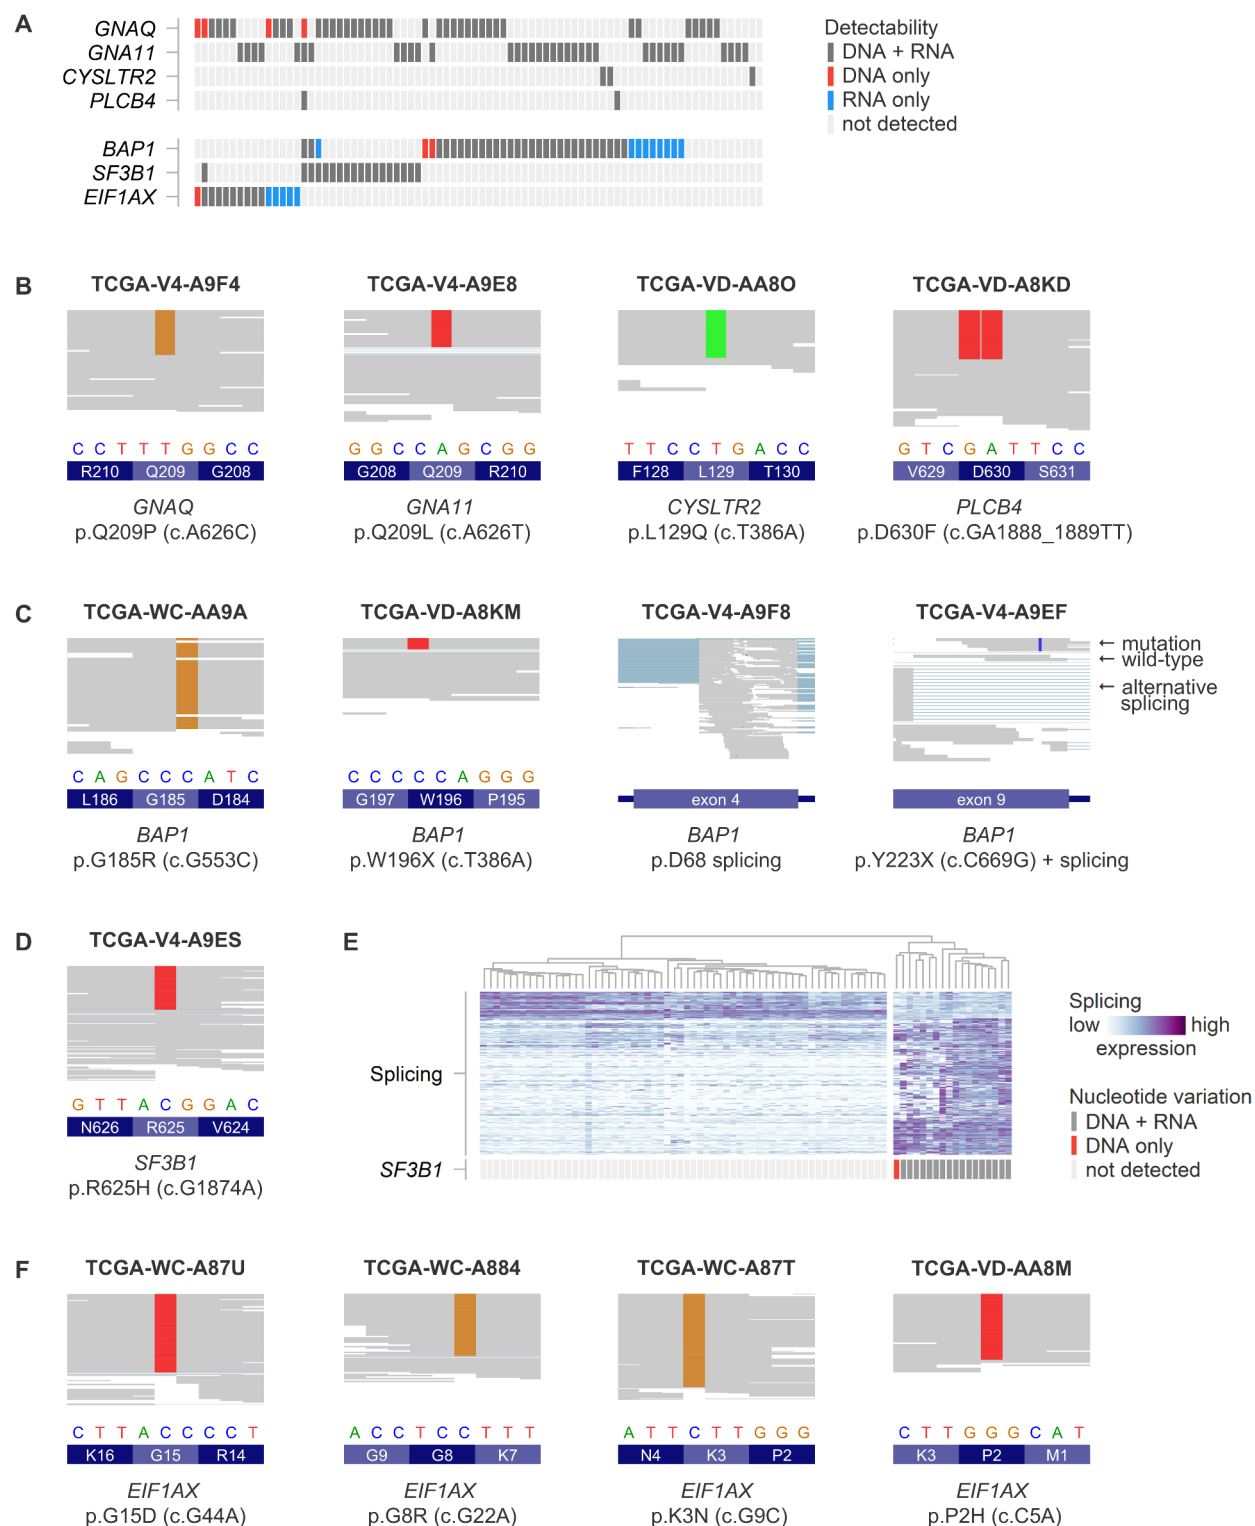 A
GNAQ
GNA11
CYSLTR2
PLCB4
BAP1
SF3B1
EIF1AX
Detectability
DNA + RNA
DNA only
RNA only
not detected
B
TCGA-V4-A9F4
TCGA-V4-A9E8
TCGA-VD-AA8O
TCGA-VD-A8KD
C C T T T G G C C
G G C C A G C G G
T T C C T G A C C
G T C G A T T C C
R210 Q209 G208
G208 Q209 R210
F128 L129 T130
V629 D630 S631
GNAQ
p.Q209P (c.A626C)
GNA11
p.Q209L (c.A626T)
CYSLTR2
p.L129Q (c.T386A)
PLCB4
p.D630F (c.GA1888_1889TT)
C
TCGA-WC-AA9A
TCGA-VD-A8KM
TCGA-V4-A9F8
TCGA-V4-A9EF
← mutation
← wild-type
← alternative
splicing
C A G C C C A T C
C C C C C A G G G
L186 G185 D184
G197 W196 P195
exon 4
exon 9
BAP1
p.G185R (c.G553C)
BAP1
p.W196X (c.T386A)
BAP1
p.D68 splicing
BAP1
p.Y223X (c.C669G) + splicing
D
TCGA-V4-A9ES
G T T A C G G A C
N626 R625 V624
SF3B1
p.R625H (c.G1874A)
E
Splicing
SF3B1
Splicing
low high
expression
Nucleotide variation
DNA + RNA
DNA only
not detected
F
TCGA-WC-A87U
TCGA-WC-A884
TCGA-WC-A87T
TCGA-VD-AA8M
C T T A C C C C T
A C C T C C T T T
A T T C T T G G G
C T T G G G C A T
K16 G15 R14
G9 G8 K7
N4 K3 P2
K3 P2 M1
EIF1AX
p.G15D (c.G44A)
EIF1AX
p.G8R (c.G22A)
EIF1AX
p.K3N (c.G9C)
EIF1AX
p.P2H (c.C5A)